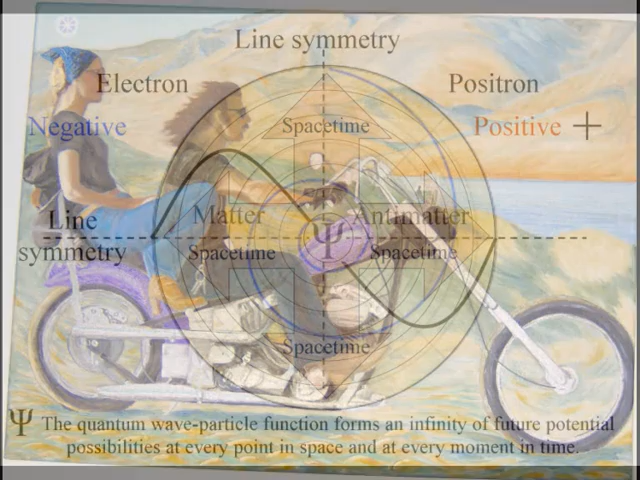 Line symmetry
Electron
Positron
Negative
Spacetime
Positive +
Line
symmetry
Matter
Antimatter
Spacetime
Ψ
Spacetime
Spacetime
Ψ The quantum wave-particle function forms an infinity of future potential
possibilities at every point in space and at every moment in time.